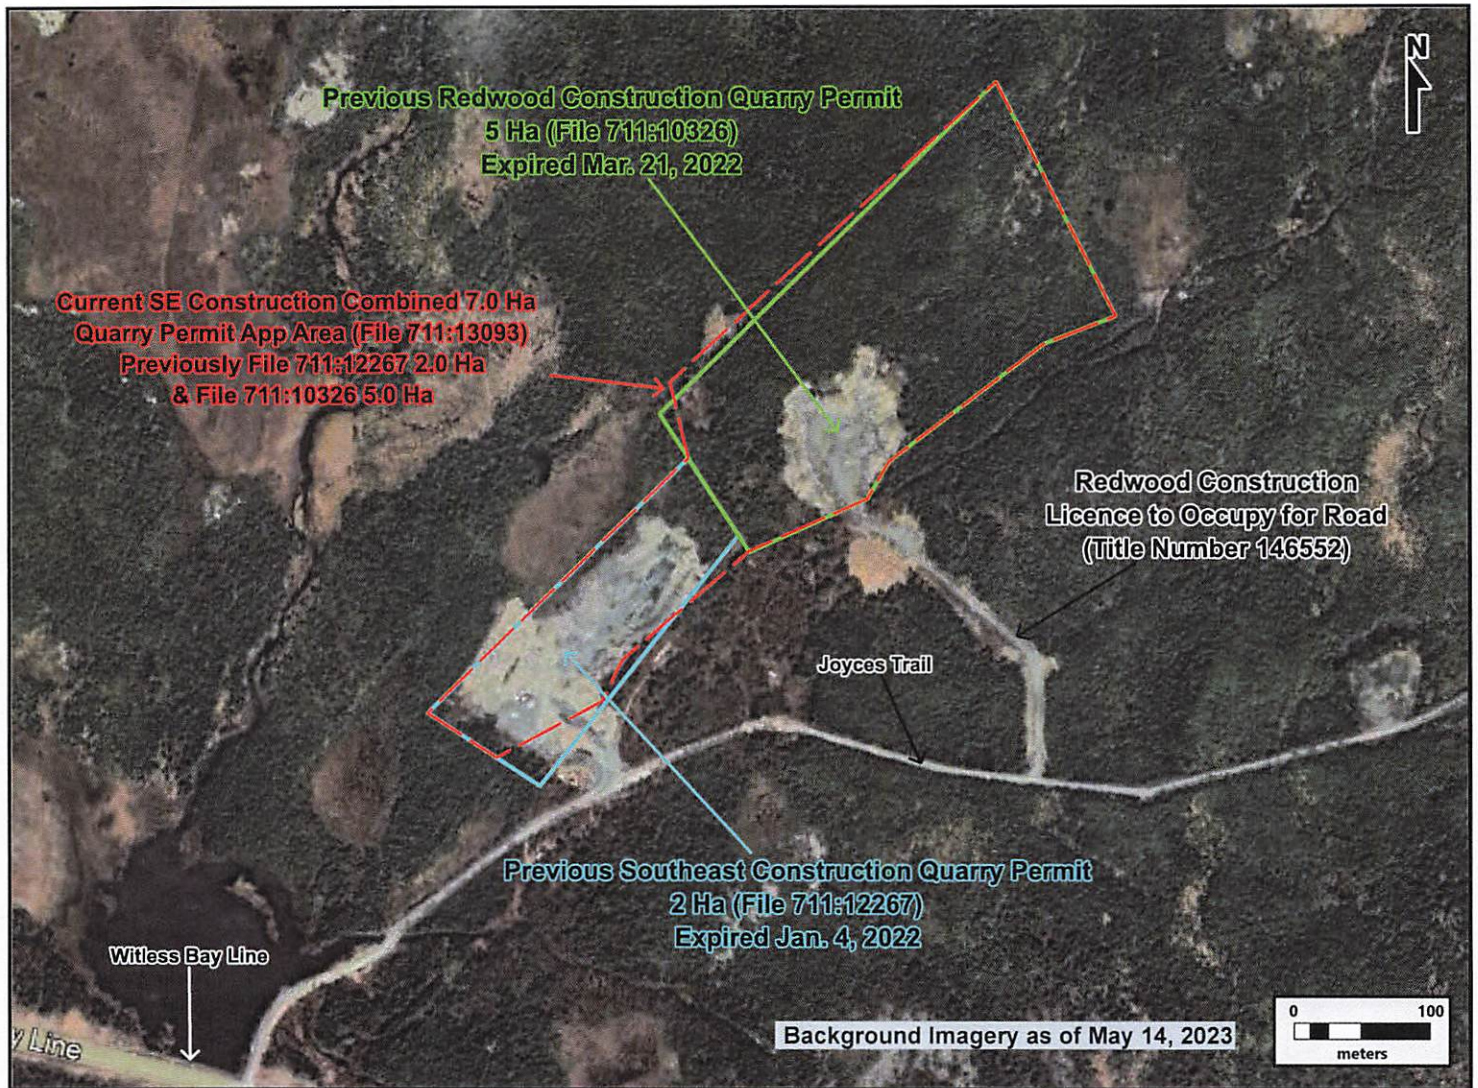 N
Previous Redwood Construction Quarry Permit
5 Ha (File 711:10326)
Expired Mar. 21, 2022
Current SE Construction Combined 7.0 Ha
Quarry Permit App Area (File 711:13093)
Previously File 711:12267 2.0 Ha
& File 711:10326 5.0 Ha
Redwood Construction
Licence to Occupy for Road
(Title Number 146552)
Joyces Trail
Previous Southeast Construction Quarry Permit
2 Ha (File 711:12267)
Expired Jan. 4, 2022
Witless Bay Line
y Line
Background Imagery as of May 14, 2023
0 100
meters